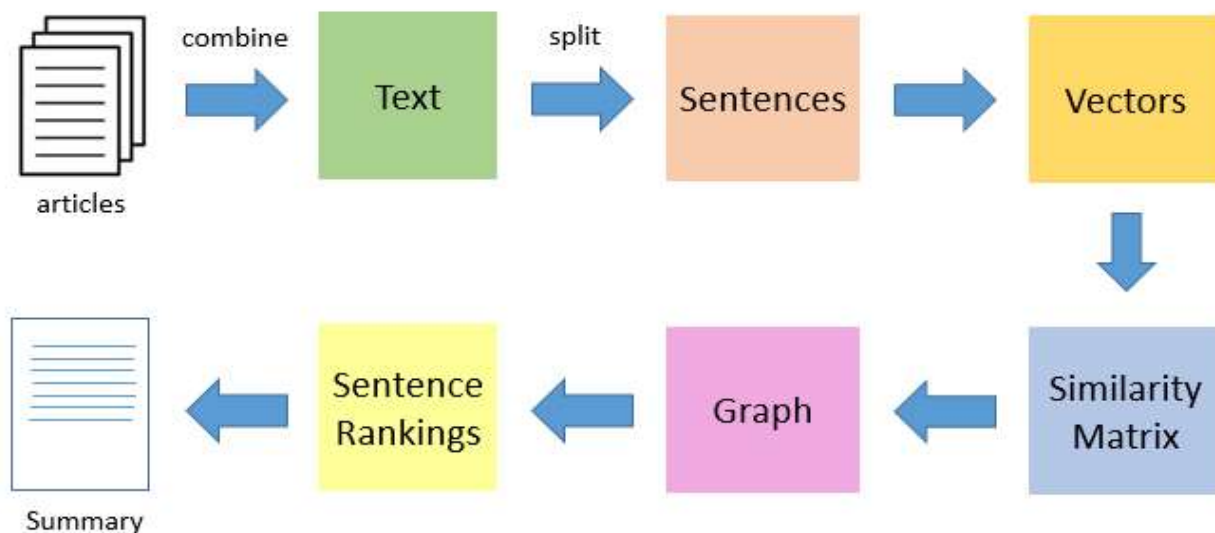 combine
split
Text
Sentences
Vectors
articles
Similarity
Matrix
Graph
Sentence
Rankings
Summary